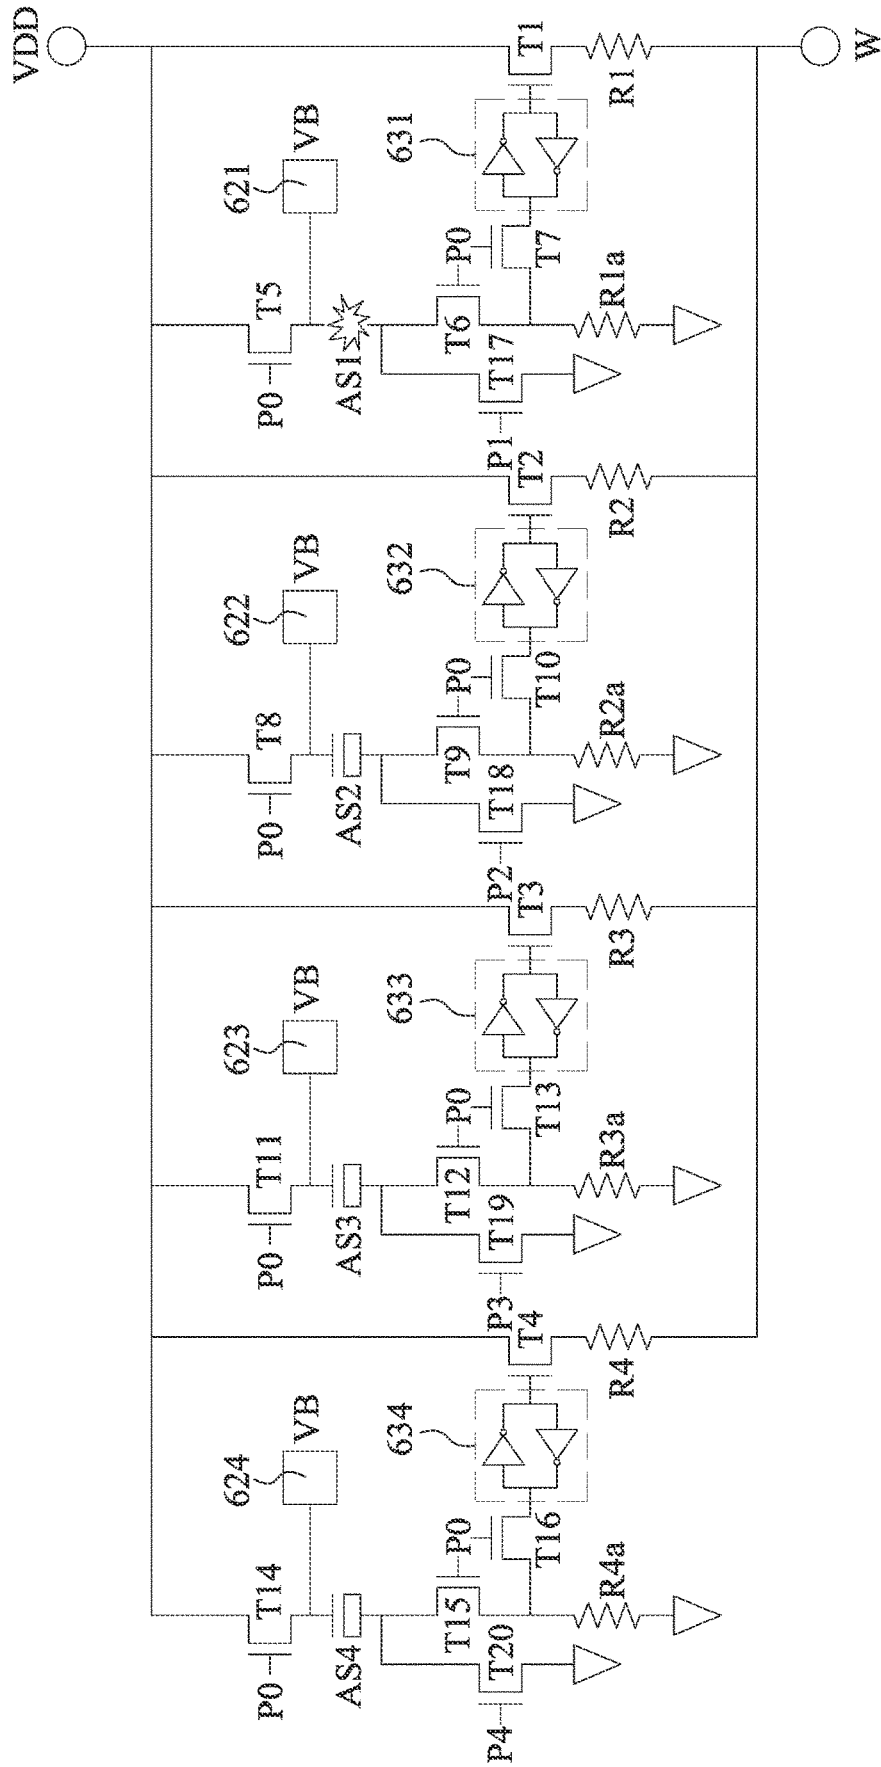 VDD
W
P0
T14
624
VB
AS4
P4
T20
T15
P0
T16
R4a
634
T4
R4
P0
T11
623
VB
AS3
P3
T19
T12
P0
T13
R3a
633
T3
R3
P0
T8
622
VB
AS2
P2
T18
T9
P0
T10
R2a
632
T2
R2
P0
T5
621
VB
AS1
P1
T17
T6
P0
T7
R1a
631
T1
R1